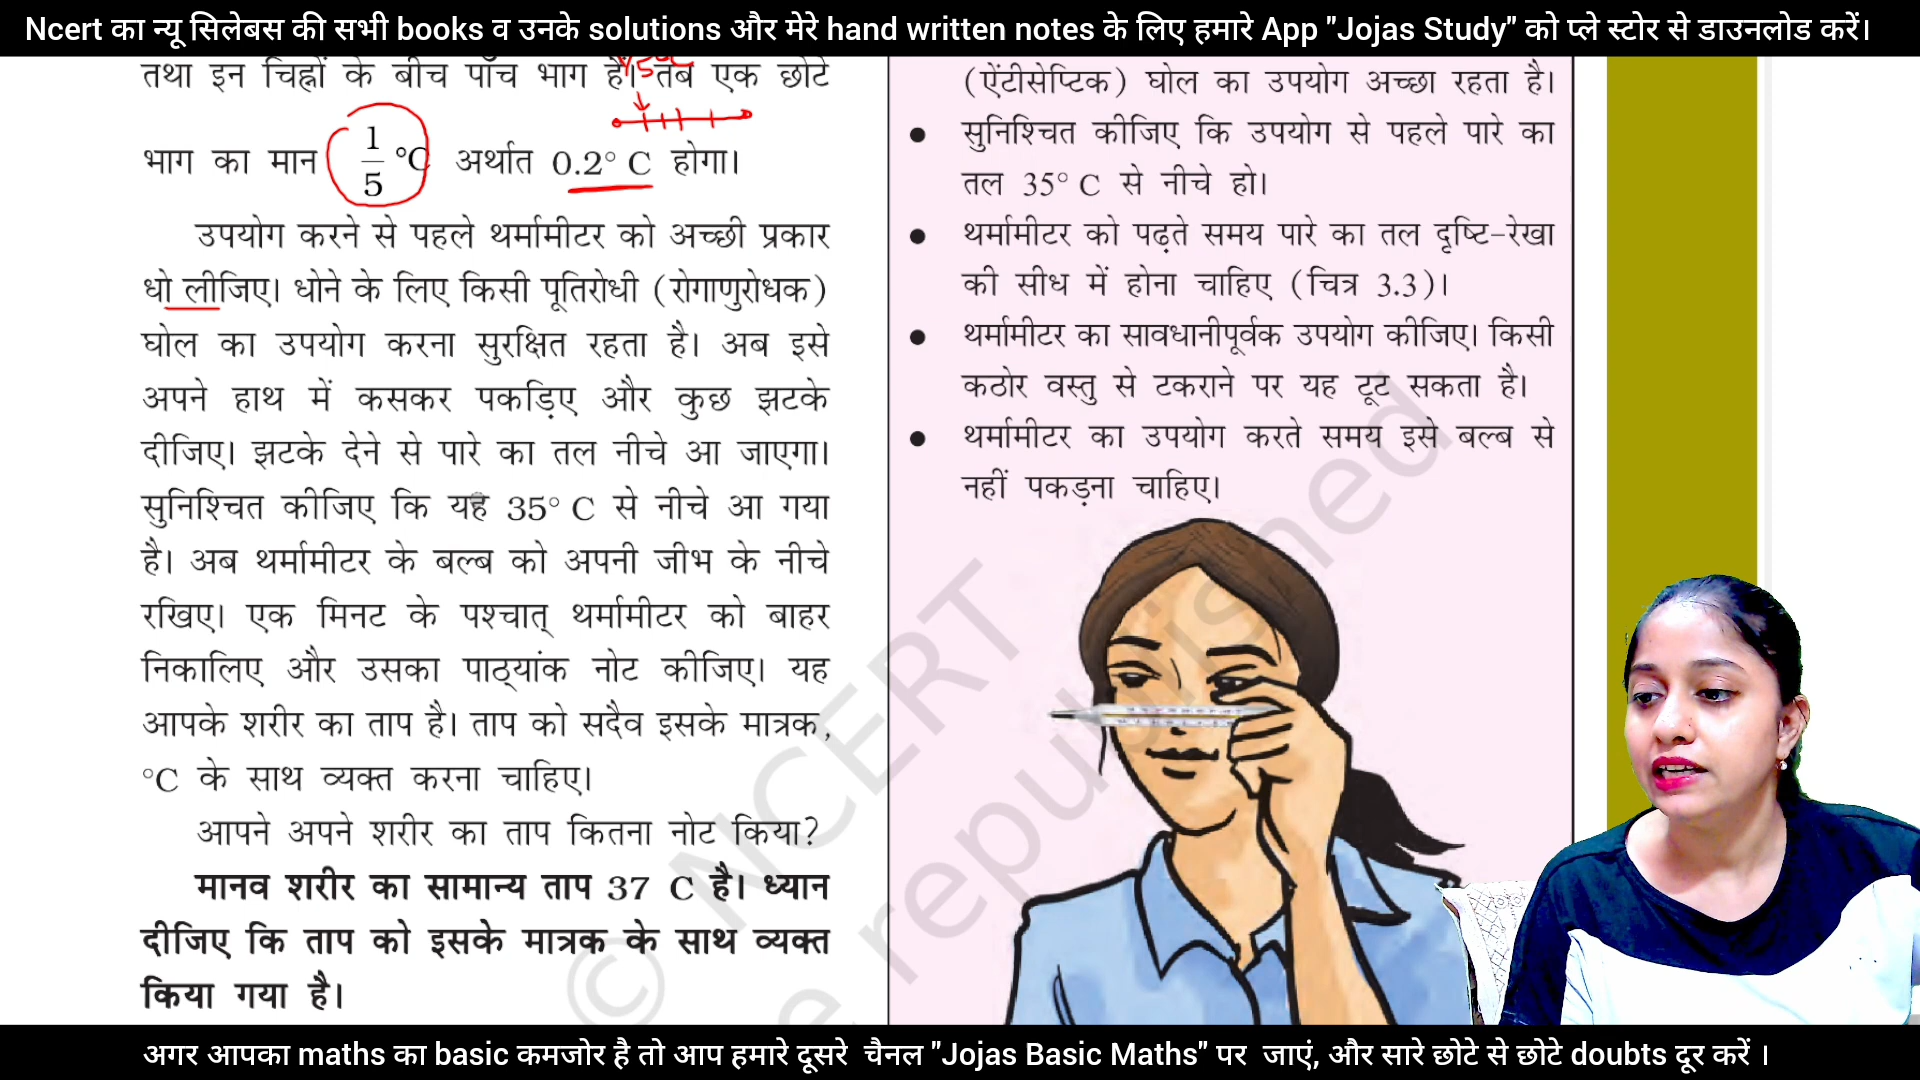 Ncert का न्यू सिलेबस की सभी books व उनके solutions और मेरे hand written notes के लिए हमारे App "Jojas Study" को प्ले स्टोर से डाउनलोड करें।
तथा इन चिह्नों के बीच पाँच भाग हैं। तब एक छोटे
भाग का मान 1/5 °C अर्थात 0.2° C होगा।
उपयोग करने से पहले थर्मामीटर को अच्छी प्रकार
धो लीजिए। धोने के लिए किसी पूतिरोधी (रोगाणुरोधक)
घोल का उपयोग करना सुरक्षित रहता है। अब इसे
अपने हाथ में कसकर पकड़िए और कुछ झटके
दीजिए। झटके देने से पारे का तल नीचे आ जाएगा।
सुनिश्चित कीजिए कि यह 35° C से नीचे आ गया
है। अब थर्मामीटर के बल्ब को अपनी जीभ के नीचे
रखिए। एक मिनट के पश्चात् थर्मामीटर को बाहर
निकालिए और उसका पाठ्यांक नोट कीजिए। यह
आपके शरीर का ताप है। ताप को सदैव इसके मात्रक,
°C के साथ व्यक्त करना चाहिए।
आपने अपने शरीर का ताप कितना नोट किया?
मानव शरीर का सामान्य ताप 37 C है। ध्यान
दीजिए कि ताप को इसके मात्रक के साथ व्यक्त
किया गया है।
(ऐंटीसेप्टिक) घोल का उपयोग अच्छा रहता है।
● सुनिश्चित कीजिए कि उपयोग से पहले पारे का
तल 35° C से नीचे हो।
● थर्मामीटर को पढ़ते समय पारे का तल दृष्टि-रेखा
की सीध में होना चाहिए (चित्र 3.3)।
● थर्मामीटर का सावधानीपूर्वक उपयोग कीजिए। किसी
कठोर वस्तु से टकराने पर यह टूट सकता है।
● थर्मामीटर का उपयोग करते समय इसे बल्ब से
नहीं पकड़ना चाहिए।
© NCERT
e republished
अगर आपका maths का basic कमजोर है तो आप हमारे दूसरे चैनल "Jojas Basic Maths" पर जाएं, और सारे छोटे से छोटे doubts दूर करें ।